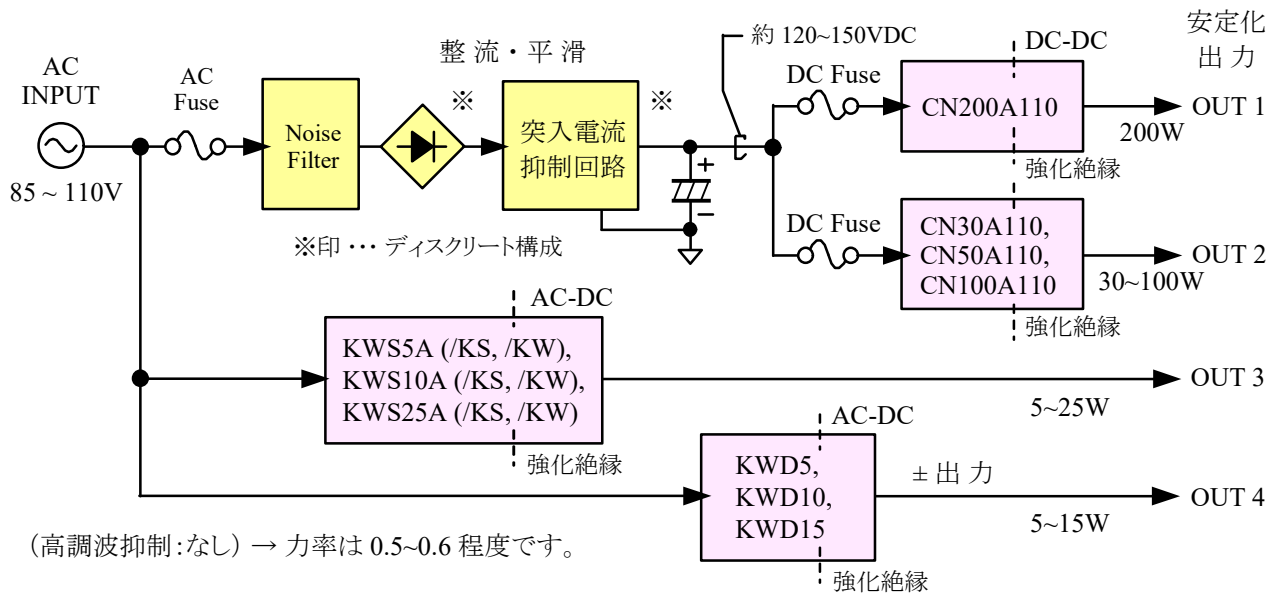 安定化
出 力
約 120~150VDC
DC-DC
整 流 ・ 平 滑
AC
INPUT
AC
Fuse
DC Fuse
※
※
CN200A110
OUT 1
200W
Noise
Filter
突入電流
抑制回路
85 ~ 110V
強化絶縁
+
−
DC Fuse
CN30A110,
CN50A110,
CN100A110
OUT 2
30~100W
※印 ・・・ ディスクリート構成
強化絶縁
AC-DC
KWS5A (/KS, /KW),
KWS10A (/KS, /KW),
KWS25A (/KS, /KW)
OUT 3
5~25W
強化絶縁
AC-DC
KWD5,
KWD10,
KWD15
± 出 力
OUT 4
5~15W
強化絶縁
(高調波抑制:なし) → 力率は 0.5~0.6 程度です。